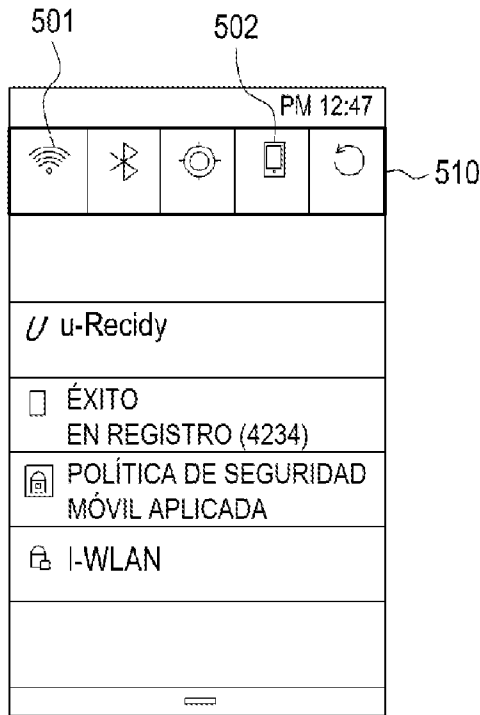 501
502
PM 12:47
510
u-Recidy
ÉXITO
EN REGISTRO (4234)
POLÍTICA DE SEGURIDAD
MÓVIL APLICADA
I-WLAN